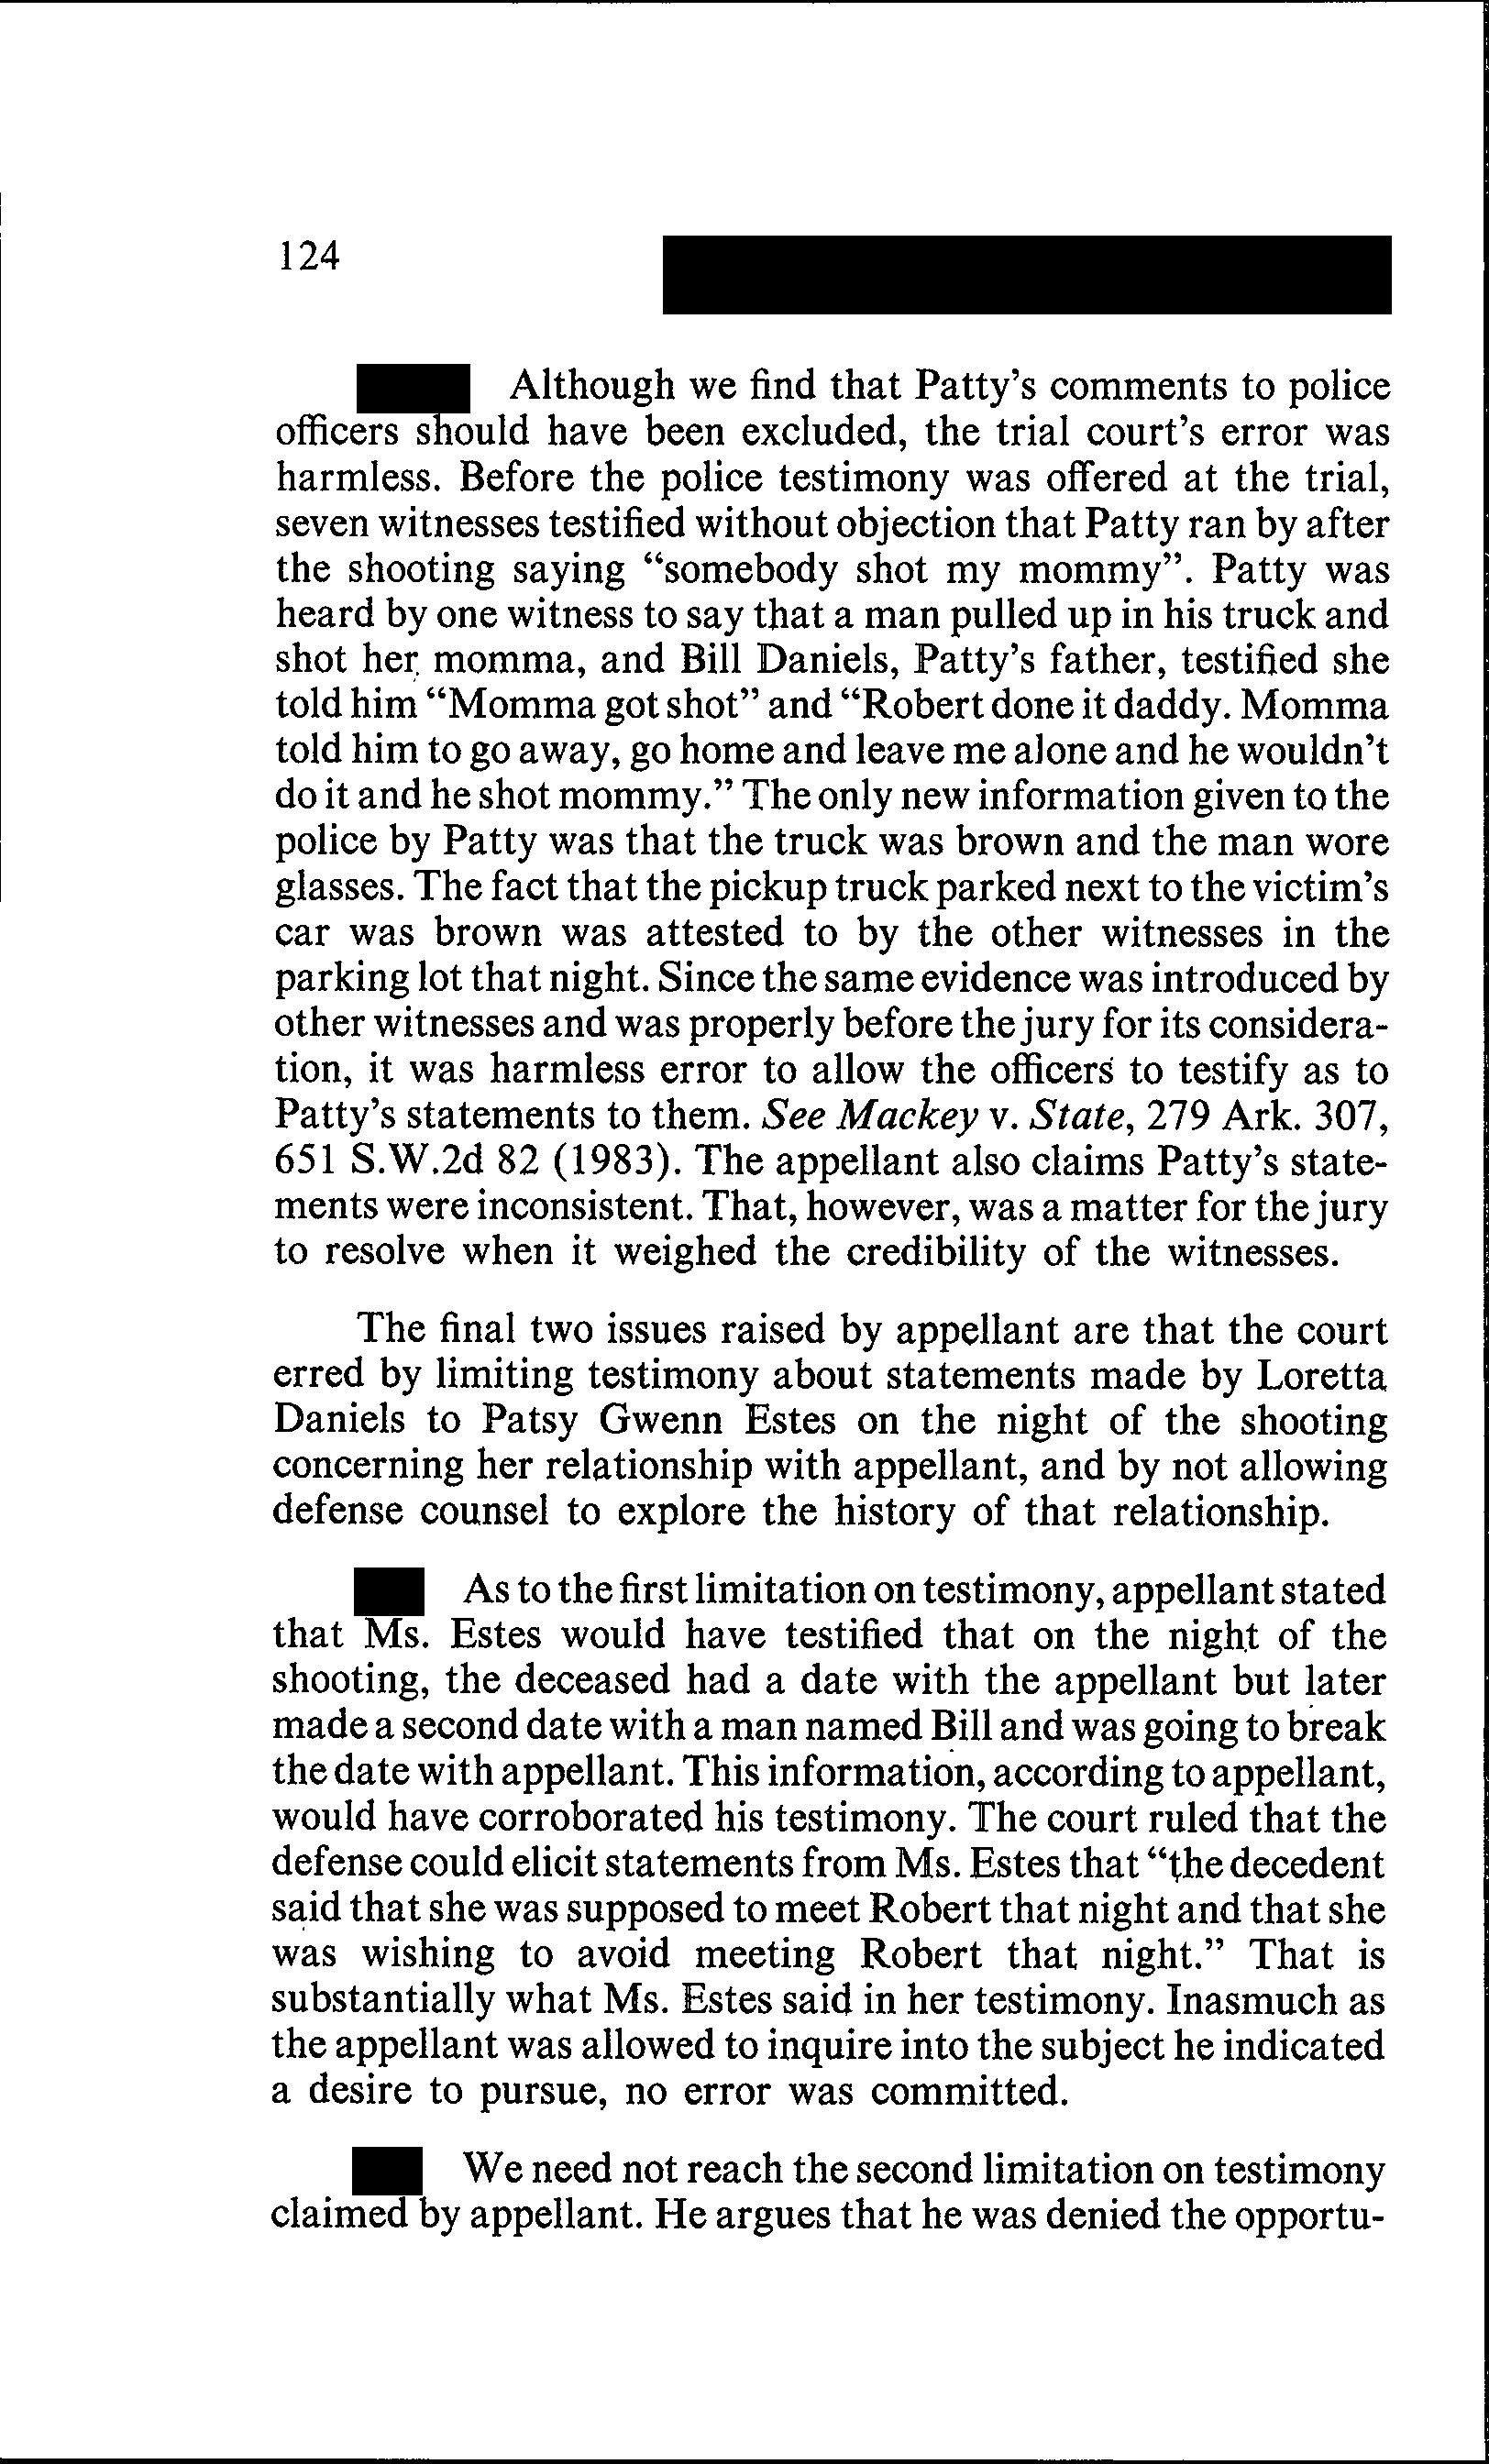 124
Although we find that Patty's comments to police
officers should have been excluded, the trial court's error was
harmless. Before the police testimony was offered at the trial,
seven witnesses testified without objection that Patty ran by after
the shooting saying “somebody shot my mommy”. Patty was
heard by one witness to say that a man pulled up in his truck and
shot her momma, and Bill Daniels, Patty's father, testified she
told him “Momma got shot” and “Robert done it daddy. Momma
told him to go away, go home and leave me alone and he wouldn't
do it and he shot mommy.” The only new information given to the
police by Patty was that the truck was brown and the man wore
glasses. The fact that the pickup truck parked next to the victim's
car was brown was attested to by the other witnesses in the
parking lot that night. Since the same evidence was introduced by
other witnesses and was properly before the jury for its considera-
tion, it was harmless error to allow the officers to testify as to
Patty's statements to them. See Mackey v. State, 279 Ark. 307,
651 S.W.2d 82 (1983). The appellant also claims Patty's state-
ments were inconsistent. That, however, was a matter for the jury
to resolve when it weighed the credibility of the witnesses.
The final two issues raised by appellant are that the court
erred by limiting testimony about statements made by Loretta
Daniels to Patsy Gwenn Estes on the night of the shooting
concerning her relationship with appellant, and by not allowing
defense counsel to explore the history of that relationship.
As to the first limitation on testimony, appellant stated
that Ms. Estes would have testified that on the night of the
shooting, the deceased had a date with the appellant but later
made a second date with a man named Bill and was going to break
the date with appellant. This information, according to appellant,
would have corroborated his testimony. The court ruled that the
defense could elicit statements from Ms. Estes that “the decedent
said that she was supposed to meet Robert that night and that she
was wishing to avoid meeting Robert that night.” That is
substantially what Ms. Estes said in her testimony. Inasmuch as
the appellant was allowed to inquire into the subject he indicated
a desire to pursue, no error was committed.
We need not reach the second limitation on testimony
claimed by appellant. He argues that he was denied the opportu-